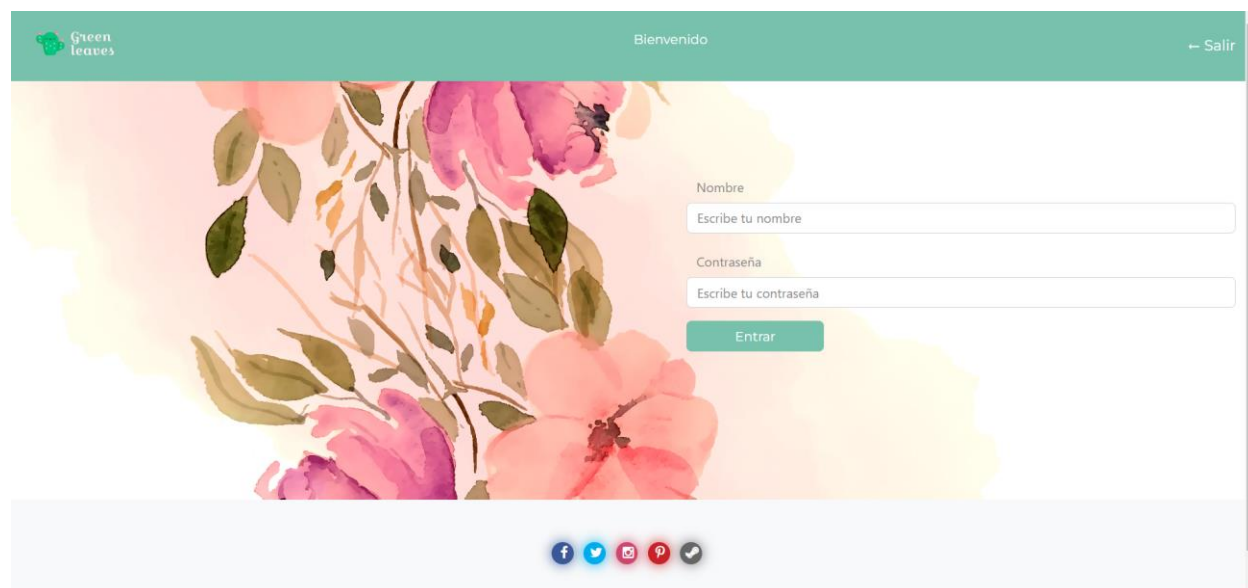 Green
leaves
Bienvenido
← Salir
Nombre
Escribe tu nombre
Contraseña
Escribe tu contraseña
Entrar